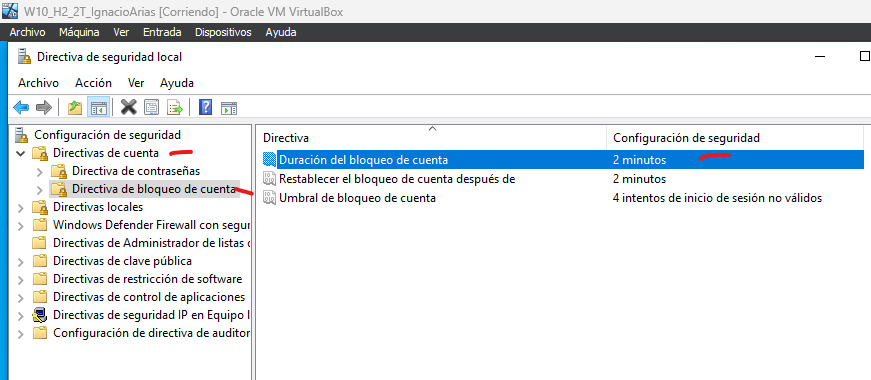 W10_H2_2T_IgnacioArias [Corriendo] - Oracle VM VirtualBox
Archivo Máquina Ver Entrada Dispositivos Ayuda
Directiva de seguridad local
Archivo Acción Ver Ayuda
Configuración de seguridad
Directivas de cuenta
Directiva de contraseñas
Directiva de bloqueo de cuenta
Directivas locales
Windows Defender Firewall con segur
Directivas de Administrador de listas d
Directivas de clave pública
Directivas de restricción de software
Directivas de control de aplicaciones
Directivas de seguridad IP en Equipo l
Configuración de directiva de auditor
Directiva Configuración de seguridad
Duración del bloqueo de cuenta 2 minutos
Restablecer el bloqueo de cuenta después de 2 minutos
Umbral de bloqueo de cuenta 4 intentos de inicio de sesión no válidos